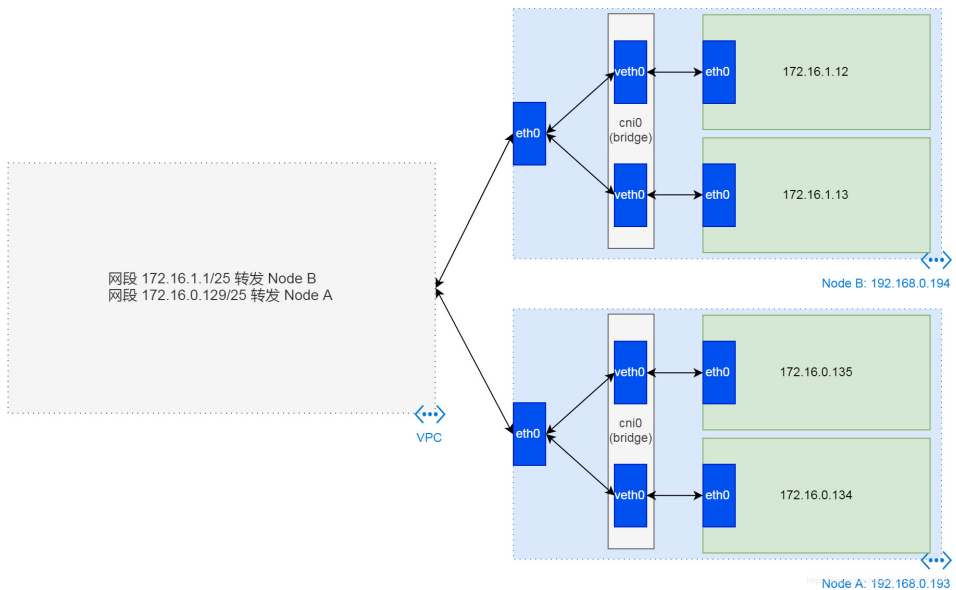 网段 172.16.1.1/25 转发 Node B
网段 172.16.0.129/25 转发 Node A
VPC
eth0
veth0
eth0
172.16.1.12
cni0
(bridge)
veth0
eth0
172.16.1.13
Node B: 192.168.0.194
eth0
veth0
eth0
172.16.0.135
cni0
(bridge)
veth0
eth0
172.16.0.134
Node A: 192.168.0.193